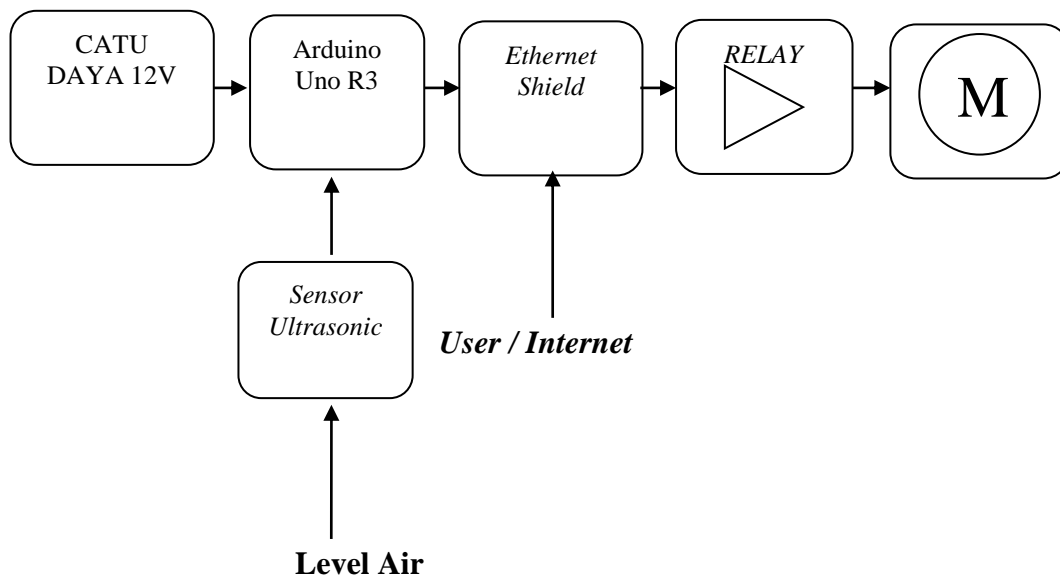 CATU
DAYA 12V
Arduino
Uno R3
Ethernet
Shield
RELAY
M
Sensor
Ultrasonic
User / Internet
Level Air